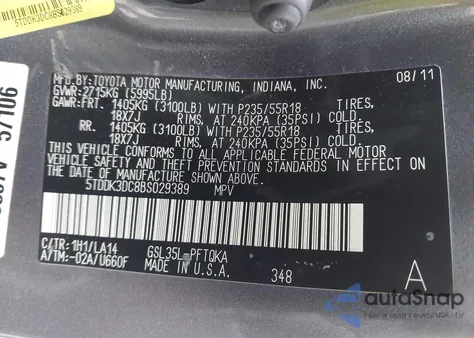 5TDDK3DC8BS029389
MFD.BY: TOYOTA MOTOR MANUFACTURING, INDIANA, INC.
GVWR: 2715KG (5995LB) 08/11
GAWR: FRT. 1405KG (3100LB) WITH P235/55R18 TIRES,
18X7J RIMS, AT 240KPA (35PSI) COLD.
RR. 1405KG (3100LB) WITH P235/55R18 TIRES,
18X7J RIMS, AT 240KPA (35PSI) COLD.
THIS VEHICLE CONFORMS TO ALL APPLICABLE FEDERAL MOTOR
VEHICLE SAFETY AND THEFT PREVENTION STANDARDS IN EFFECT ON
THE DATE OF MANUFACTURE SHOWN ABOVE.
5TDDK3DC8BS029389 MPV
C/TR: 1H1/LA14 GSL35L-PFTQKA
A/TM: -02A/U660F MADE IN U.S.A. 348 A
autoSnap